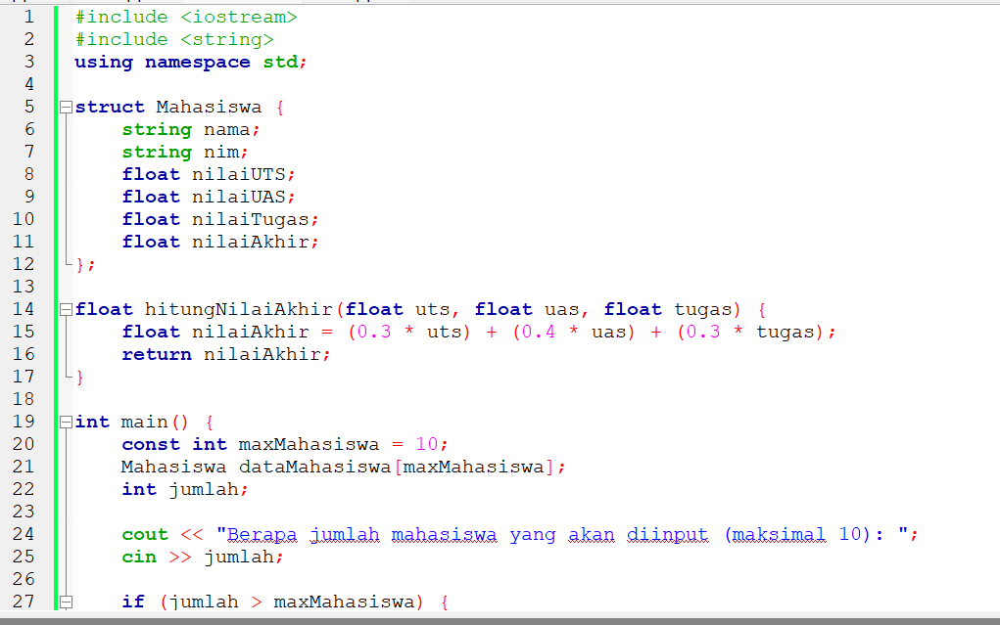 1 #include <iostream>
2 #include <string>
3 using namespace std;
4
5 struct Mahasiswa {
6     string nama;
7     string nim;
8     float nilaiUTS;
9     float nilaiUAS;
10     float nilaiTugas;
11     float nilaiAkhir;
12 };
13
14 float hitungNilaiAkhir(float uts, float uas, float tugas) {
15     float nilaiAkhir = (0.3 * uts) + (0.4 * uas) + (0.3 * tugas);
16     return nilaiAkhir;
17 }
18
19 int main() {
20     const int maxMahasiswa = 10;
21     Mahasiswa dataMahasiswa[maxMahasiswa];
22     int jumlah;
23
24     cout << "Berapa jumlah mahasiswa yang akan diinput (maksimal 10): ";
25     cin >> jumlah;
26
27     if (jumlah > maxMahasiswa) {